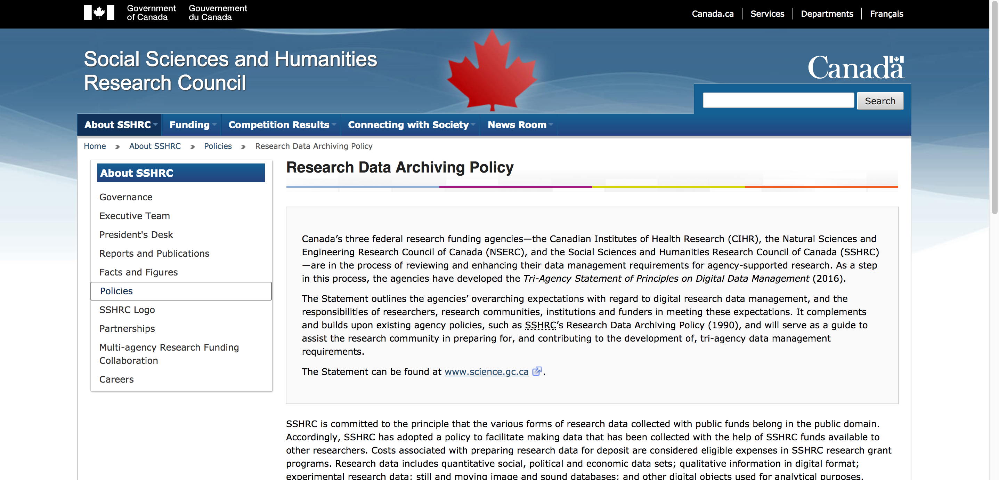 Government of Canada
Gouvernement du Canada
Canada.ca
Services
Departments
Français
Social Sciences and Humanities
Research Council
Canada
Search
About SSHRC
Funding
Competition Results
Connecting with Society
News Room
Home » About SSHRC » Policies » Research Data Archiving Policy
About SSHRC
Governance
Executive Team
President's Desk
Reports and Publications
Facts and Figures
Policies
SSHRC Logo
Partnerships
Multi-agency Research Funding
Collaboration
Careers
Research Data Archiving Policy
Canada’s three federal research funding agencies—the Canadian Institutes of Health Research (CIHR), the Natural Sciences and
Engineering Research Council of Canada (NSERC), and the Social Sciences and Humanities Research Council of Canada (SSHRC)
—are in the process of reviewing and enhancing their data management requirements for agency-supported research. As a step
in this process, the agencies have developed the Tri-Agency Statement of Principles on Digital Data Management (2016).
The Statement outlines the agencies’ overarching expectations with regard to digital research data management, and the
responsibilities of researchers, research communities, institutions and funders in meeting these expectations. It complements
and builds upon existing agency policies, such as SSHRC’s Research Data Archiving Policy (1990), and will serve as a guide to
assist the research community in preparing for, and contributing to the development of, tri-agency data management
requirements.
The Statement can be found at www.science.gc.ca.
SSHRC is committed to the principle that the various forms of research data collected with public funds belong in the public domain.
Accordingly, SSHRC has adopted a policy to facilitate making data that has been collected with the help of SSHRC funds available to
other researchers. Costs associated with preparing research data for deposit are considered eligible expenses in SSHRC research grant
programs. Research data includes quantitative social, political and economic data sets; qualitative information in digital format;
experimental research data; still and moving image and sound databases; and other digital objects used for analytical purposes.